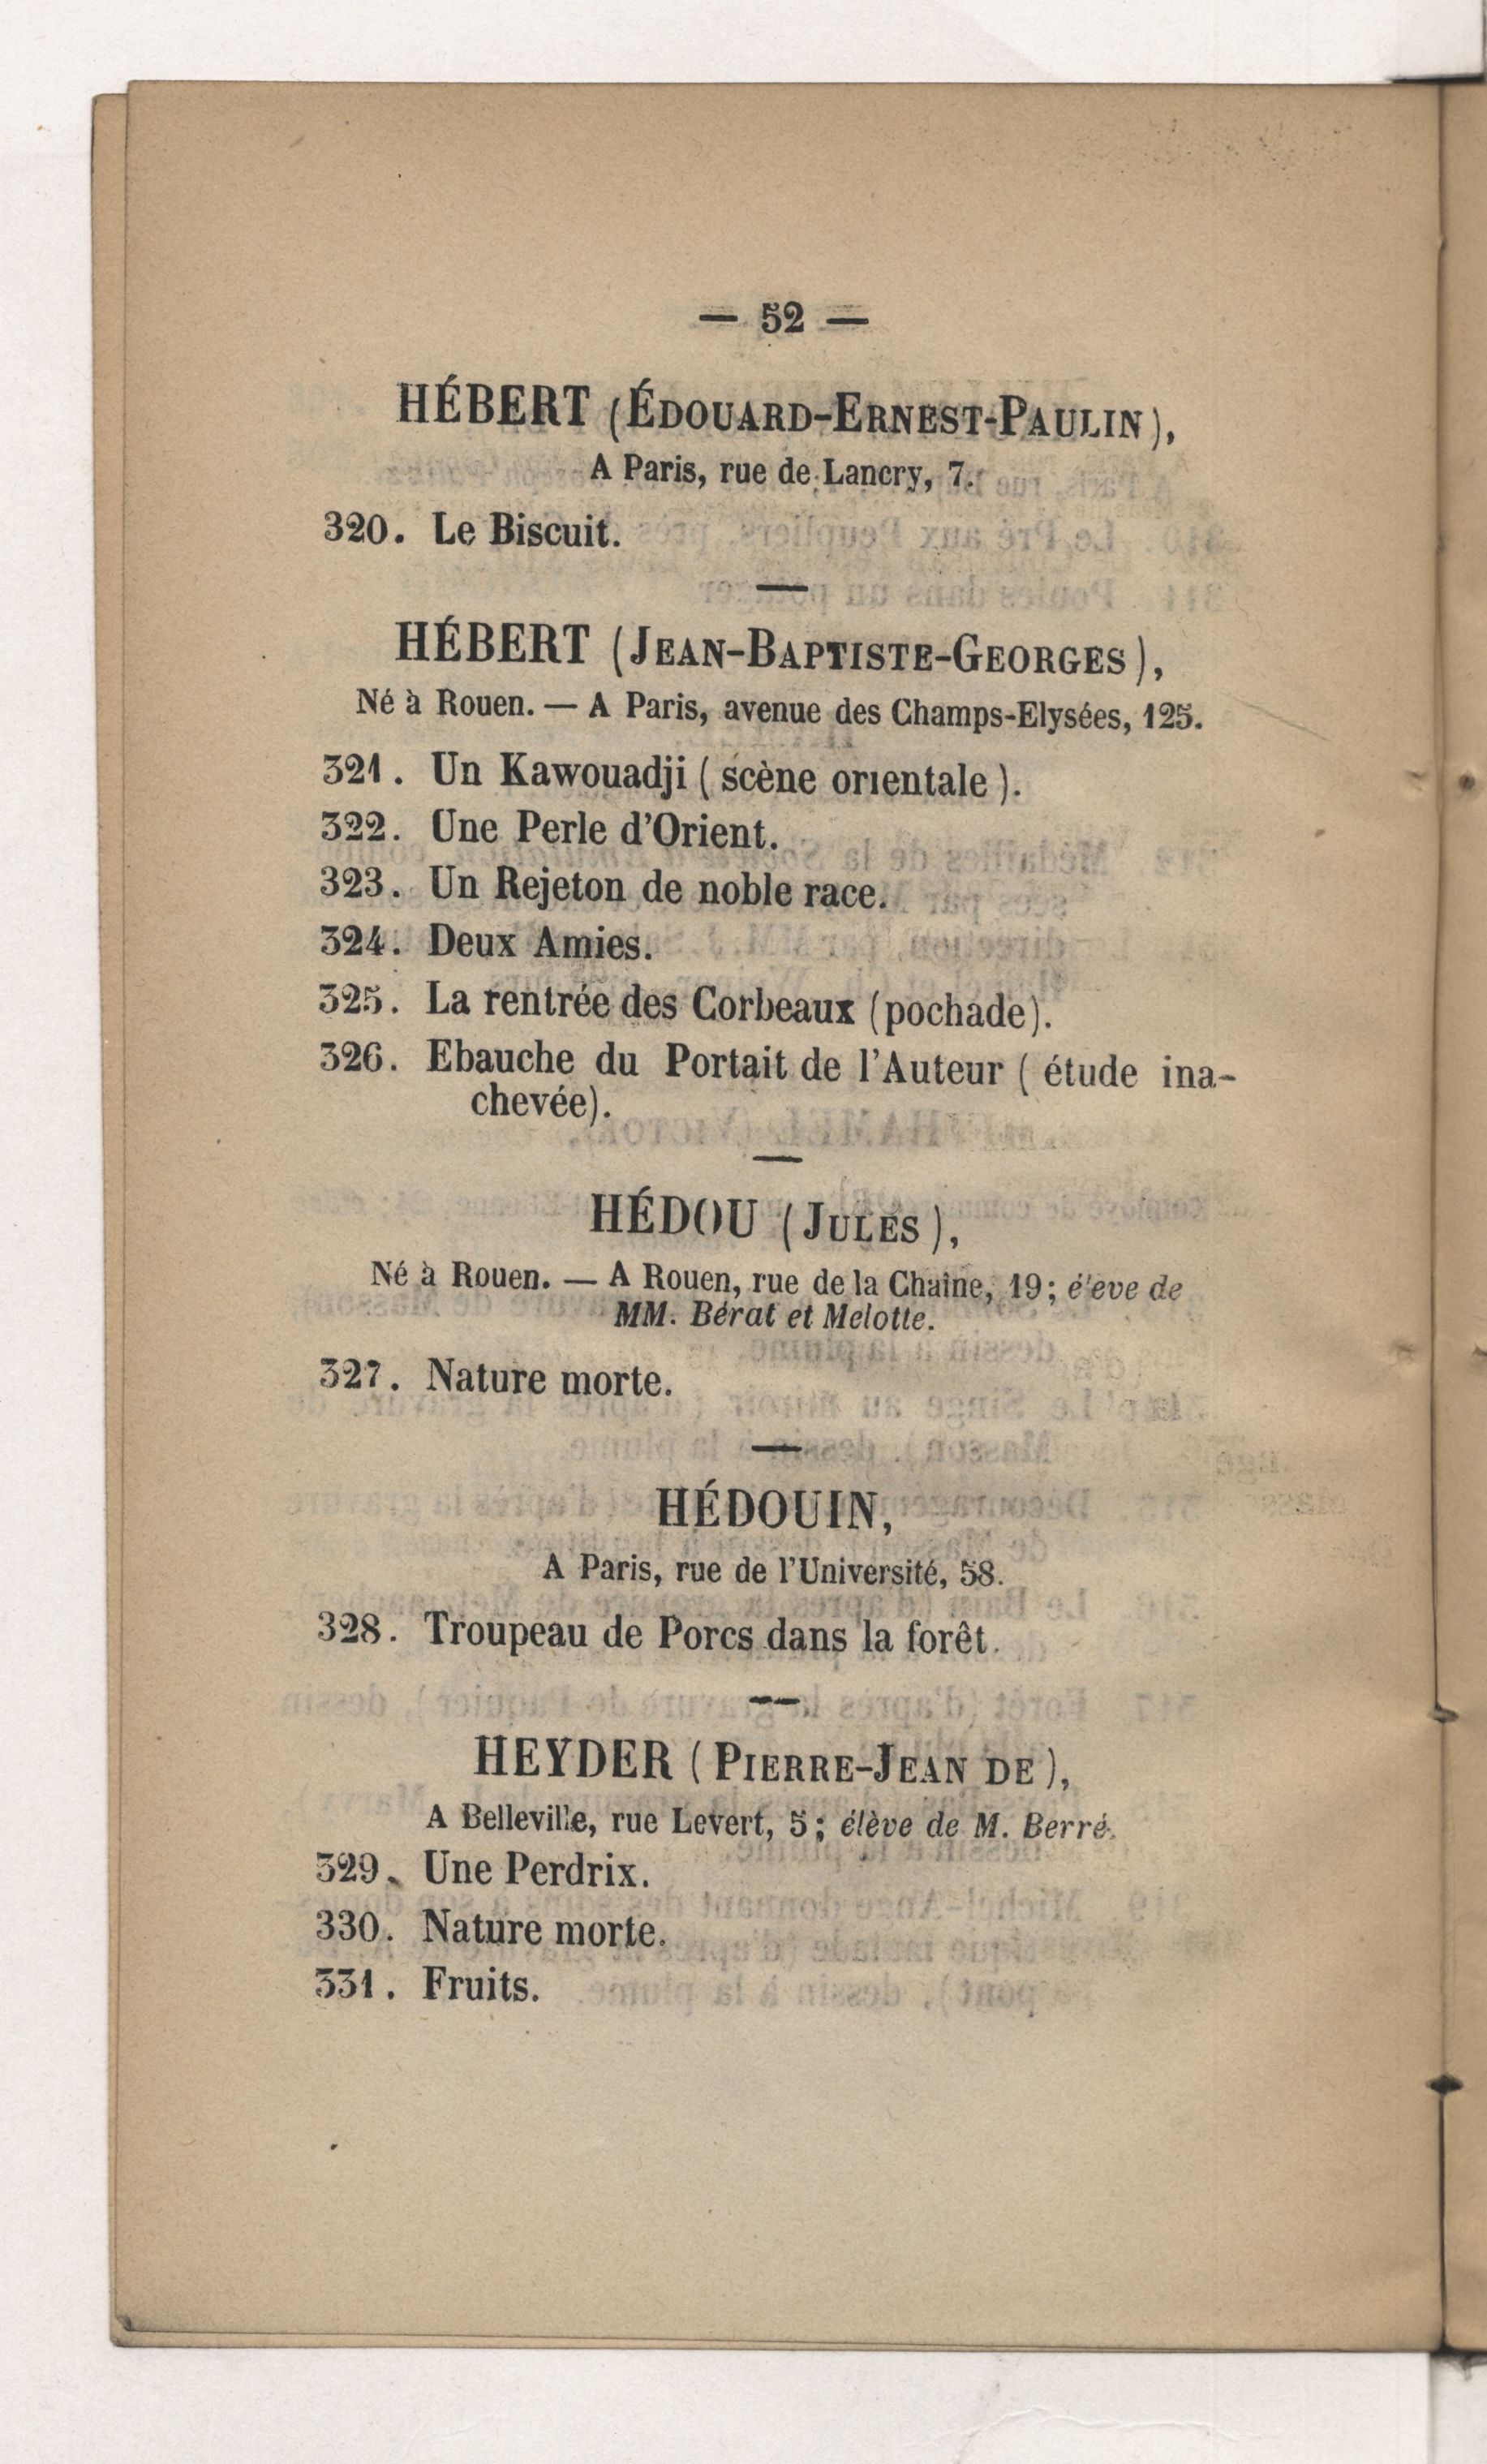 — 52 —
HÉBERT (ÉDOUARD-ERNEST-PAULIN),
A Paris, rue de Lancry, 7.
320. Le Biscuit.
HÉBERT (JEAN-BAPTISTE-GEORGES),
Né à Rouen. — A Paris, avenue des Champs-Elysées, 125.
321. Un Kawouadji (scène orientale).
322. Une Perle d'Orient.
323. Un Rejeton de noble race.
324. Deux Amies.
325. La rentrée des Corbeaux (pochade).
326. Ebauche du Portait de l'Auteur (étude ina-
chevée).
HÉDOU (JULES),
Né à Rouen. — A Rouen, rue de la Chaîne, 19; é'eve de
MM. Bérat et Melotte.
327. Nature morte.
HÉDOUIN,
A Paris, rue de l'Université, 58.
328. Troupeau de Porcs dans la forêt.
HEYDER (PIERRE-JEAN DE),
A Belleville, rue Levert, 5; élève de M. Berré.
329. Une Perdrix.
330. Nature morte.
331. Fruits.